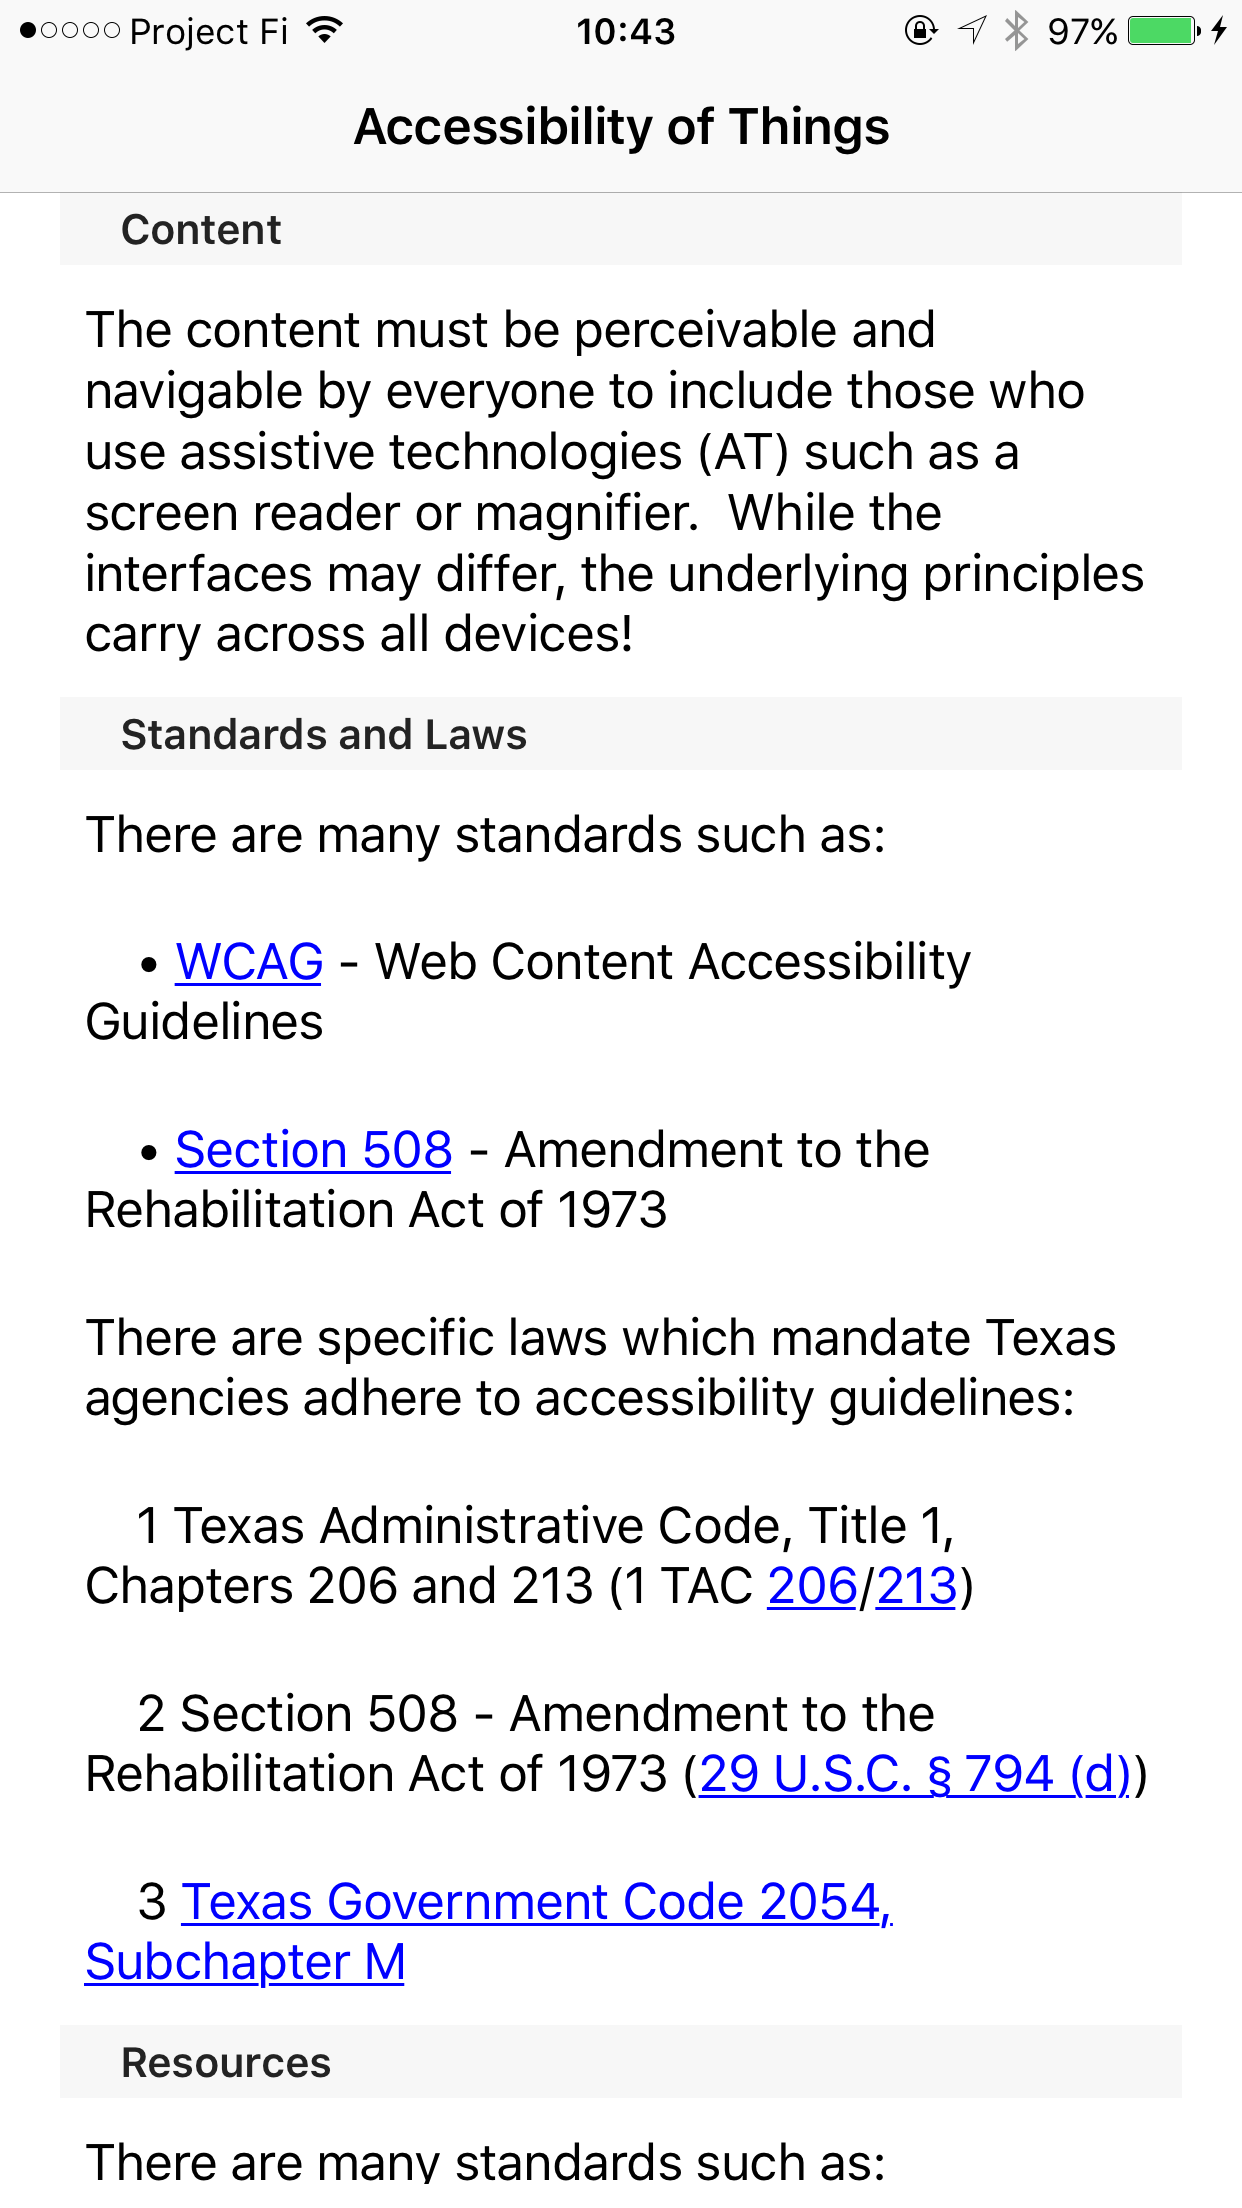 Project Fi 10:43 97%
Accessibility of Things
Content
The content must be perceivable and
navigable by everyone to include those who
use assistive technologies (AT) such as a
screen reader or magnifier.  While the
interfaces may differ, the underlying principles
carry across all devices!
Standards and Laws
There are many standards such as:
• WCAG - Web Content Accessibility
Guidelines
• Section 508 - Amendment to the
Rehabilitation Act of 1973
There are specific laws which mandate Texas
agencies adhere to accessibility guidelines:
1 Texas Administrative Code, Title 1,
Chapters 206 and 213 (1 TAC 206/213)
2 Section 508 - Amendment to the
Rehabilitation Act of 1973 (29 U.S.C. § 794 (d))
3 Texas Government Code 2054,
Subchapter M
Resources
There are many standards such as: